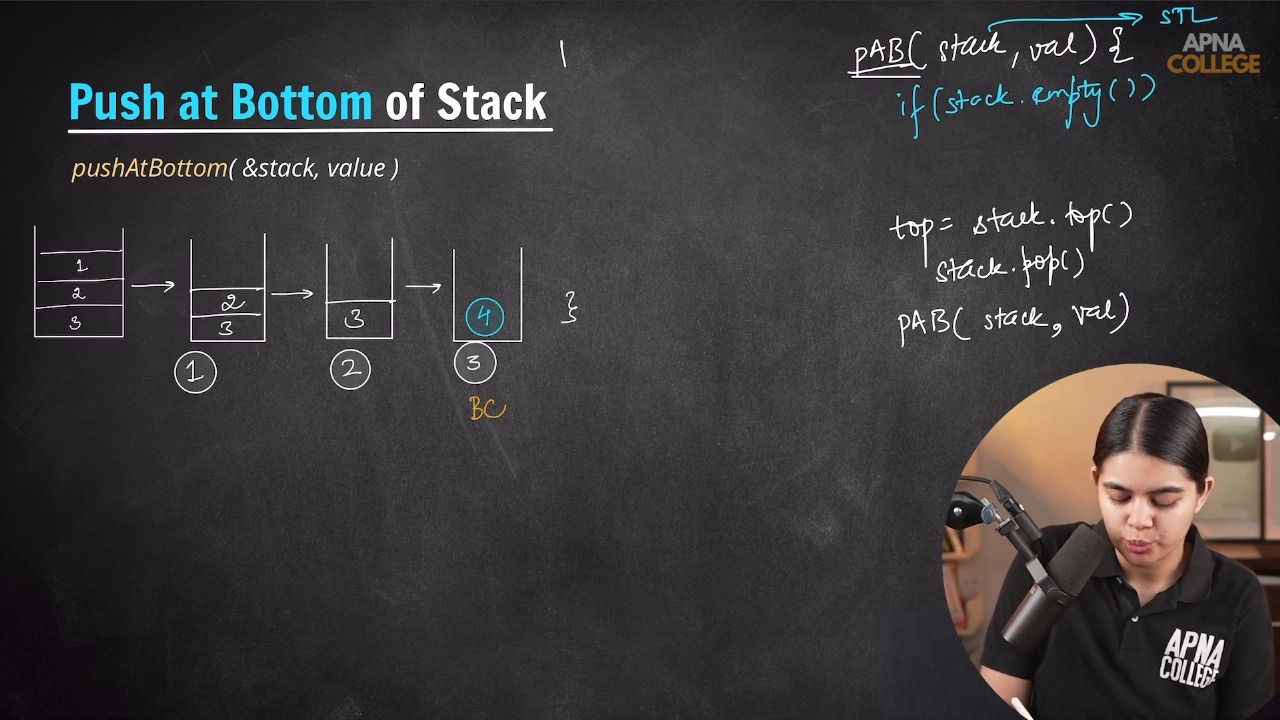 Push at Bottom of Stack
pushAtBottom( &stack, value )
1
2
3
2
3
3
4
1
2
3
BC
}
1
STL
PAB( stack, val) {
if (stack.empty())
top = stack.top()
stack.pop()
PAB( stack, val)
APNA
COLLEGE
APNA
COLLEGE